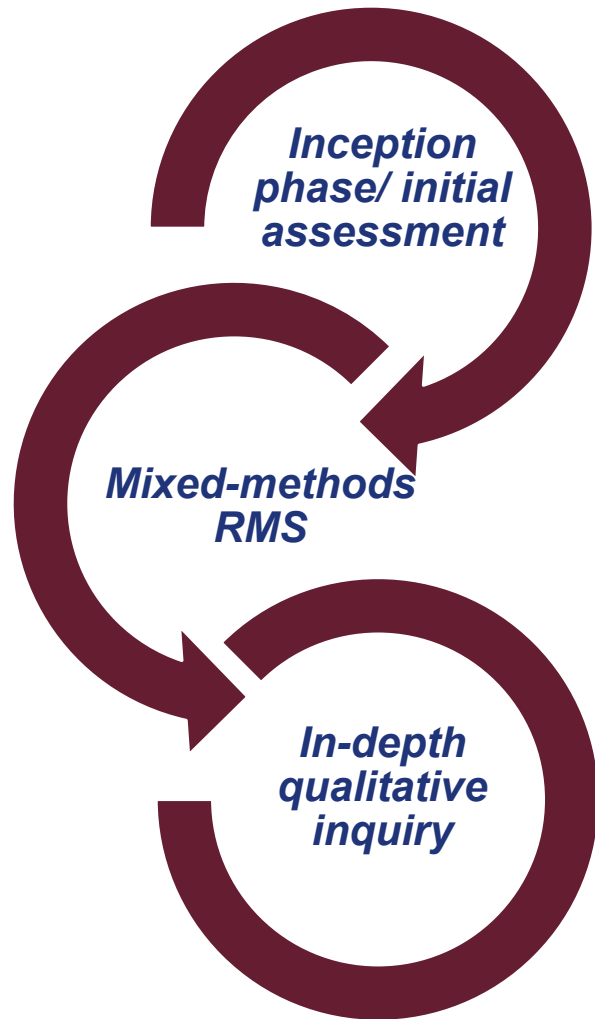 Inception
phase/ initial
assessment
Mixed-methods
RMS
In-depth
qualitative
inquiry